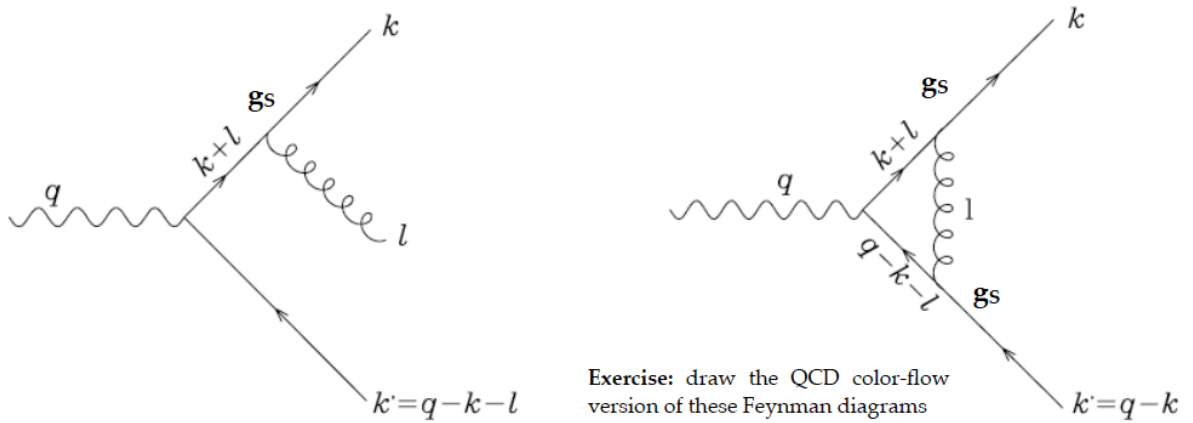 k
gs
k+l
q
l
k'=q−k−l
k
gs
k+l
q
l
q−k−l
gs
Exercise: draw the QCD color-flow
version of these Feynman diagrams
k'=q−k